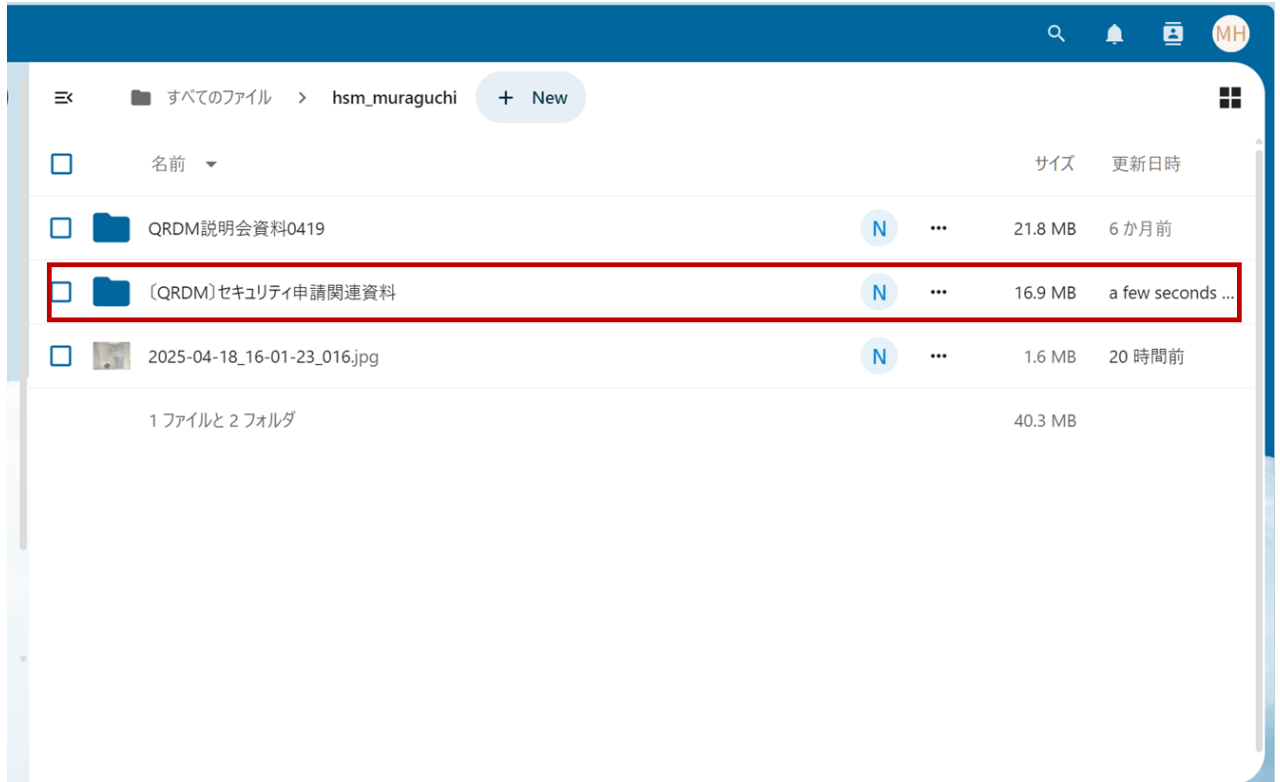 MH
すべてのファイル > hsm_muraguchi + New
名前 サイズ 更新日時
QRDM説明会資料0419 N ••• 21.8 MB 6 か月前
〔QRDM〕セキュリティ申請関連資料 N ••• 16.9 MB a few seconds ...
2025-04-18_16-01-23_016.jpg N ••• 1.6 MB 20 時間前
1 ファイルと 2 フォルダ 40.3 MB